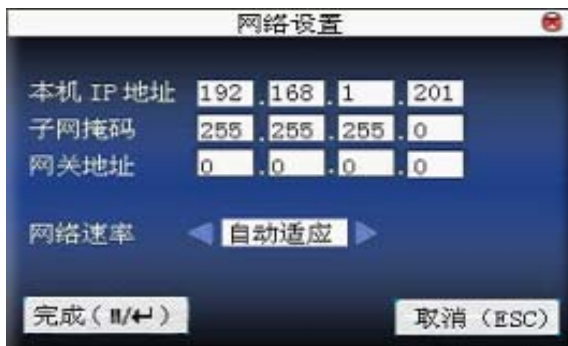 网络设置
本机 IP 地址 192 .168 .1 .201
子网掩码 255 .255 .255 .0
网关地址 0 .0 .0 .0
网络速率 自动适应
完成(M/↵) 取消 (ESC)